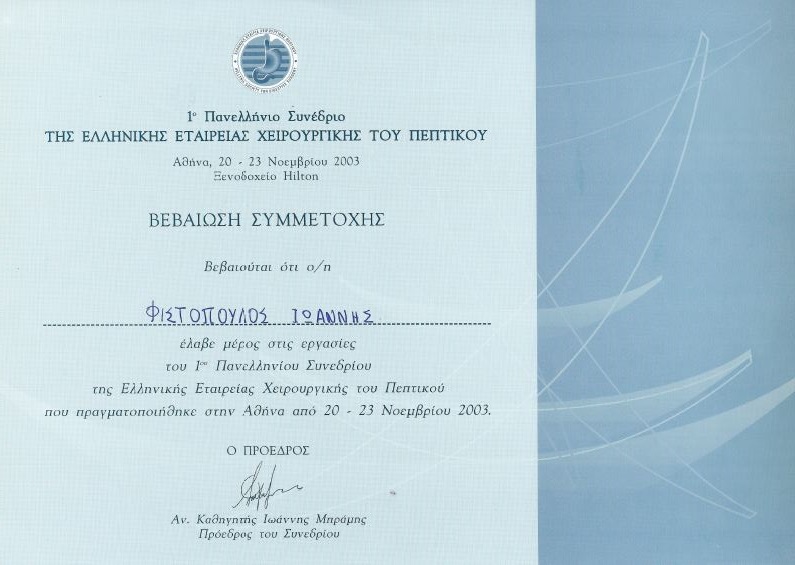 1ο Πανελλήνιο Συνέδριο
ΤΗΣ ΕΛΛΗΝΙΚΗΣ ΕΤΑΙΡΕΙΑΣ ΧΕΙΡΟΥΡΓΙΚΗΣ ΤΟΥ ΠΕΠΤΙΚΟΥ
Αθήνα, 20 - 23 Νοεμβρίου 2003
Ξενοδοχείο Hilton
ΒΕΒΑΙΩΣΗ ΣΥΜΜΕΤΟΧΗΣ
Βεβαιούται ότι ο/η
ΦΙΣΤΟΠΟΥΛΟΣ ΙΩΑΝΝΗΣ
έλαβε μέρος στις εργασίες
του 1ου Πανελληνίου Συνεδρίου
της Ελληνικής Εταιρείας Χειρουργικής του Πεπτικού
που πραγματοποιήθηκε στην Αθήνα από 20 - 23 Νοεμβρίου 2003.
Ο ΠΡΟΕΔΡΟΣ
Αν. Καθηγητής Ιωάννης Μπράμης
Πρόεδρος του Συνεδρίου